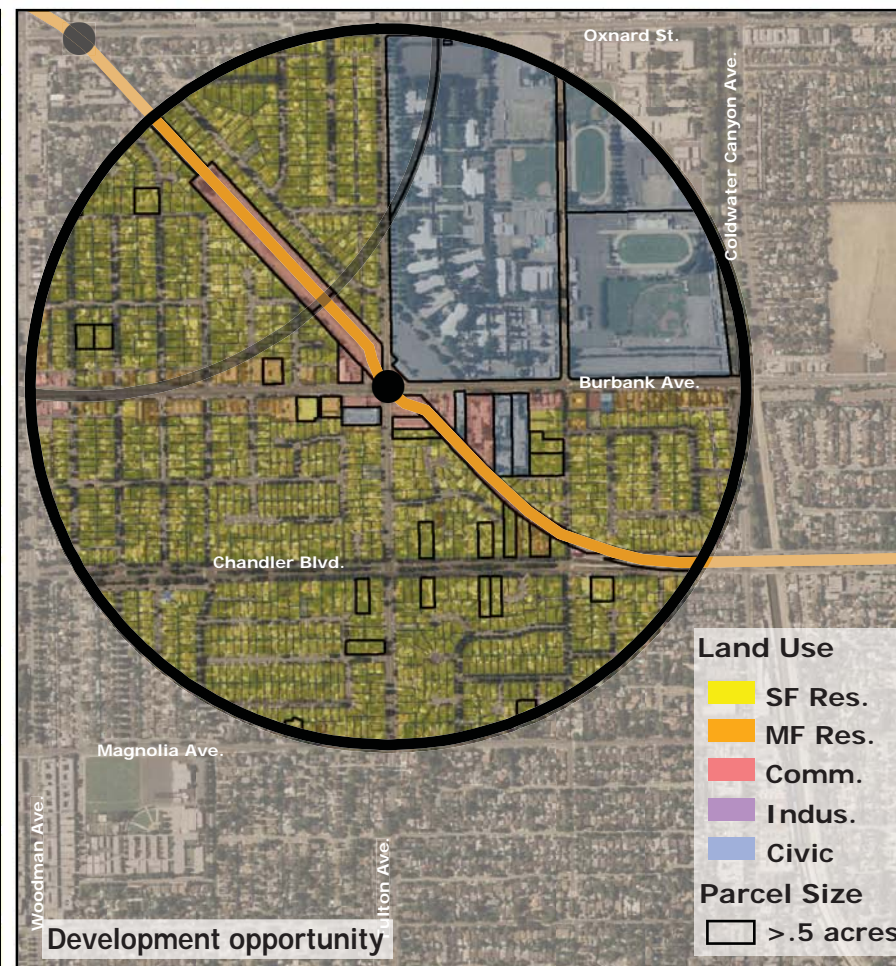 Oxnard St.
Coldwater Canyon Ave.
Burbank Ave.
Chandler Blvd.
Magnolia Ave.
Woodman Ave.
ulton Ave.
Land Use
SF Res.
MF Res.
Comm.
Indus.
Civic
Parcel Size
>.5 acres
Development opportunity